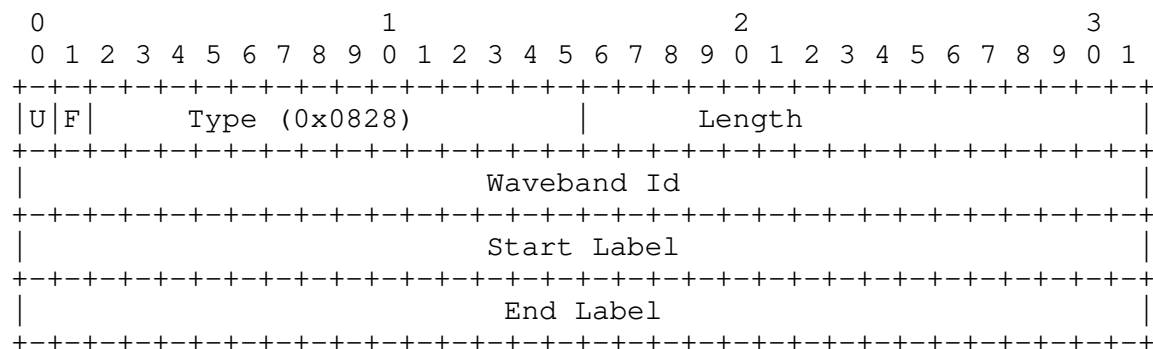 0                   1                   2                   3
 0 1 2 3 4 5 6 7 8 9 0 1 2 3 4 5 6 7 8 9 0 1 2 3 4 5 6 7 8 9 0 1
+-+-+-+-+-+-+-+-+-+-+-+-+-+-+-+-+-+-+-+-+-+-+-+-+-+-+-+-+-+-+-+-+
|U|F|     Type (0x0828)         |      Length                   |
+-+-+-+-+-+-+-+-+-+-+-+-+-+-+-+-+-+-+-+-+-+-+-+-+-+-+-+-+-+-+-+-+
|                          Waveband Id                          |
+-+-+-+-+-+-+-+-+-+-+-+-+-+-+-+-+-+-+-+-+-+-+-+-+-+-+-+-+-+-+-+-+
|                          Start Label                          |
+-+-+-+-+-+-+-+-+-+-+-+-+-+-+-+-+-+-+-+-+-+-+-+-+-+-+-+-+-+-+-+-+
|                           End Label                           |
+-+-+-+-+-+-+-+-+-+-+-+-+-+-+-+-+-+-+-+-+-+-+-+-+-+-+-+-+-+-+-+-+